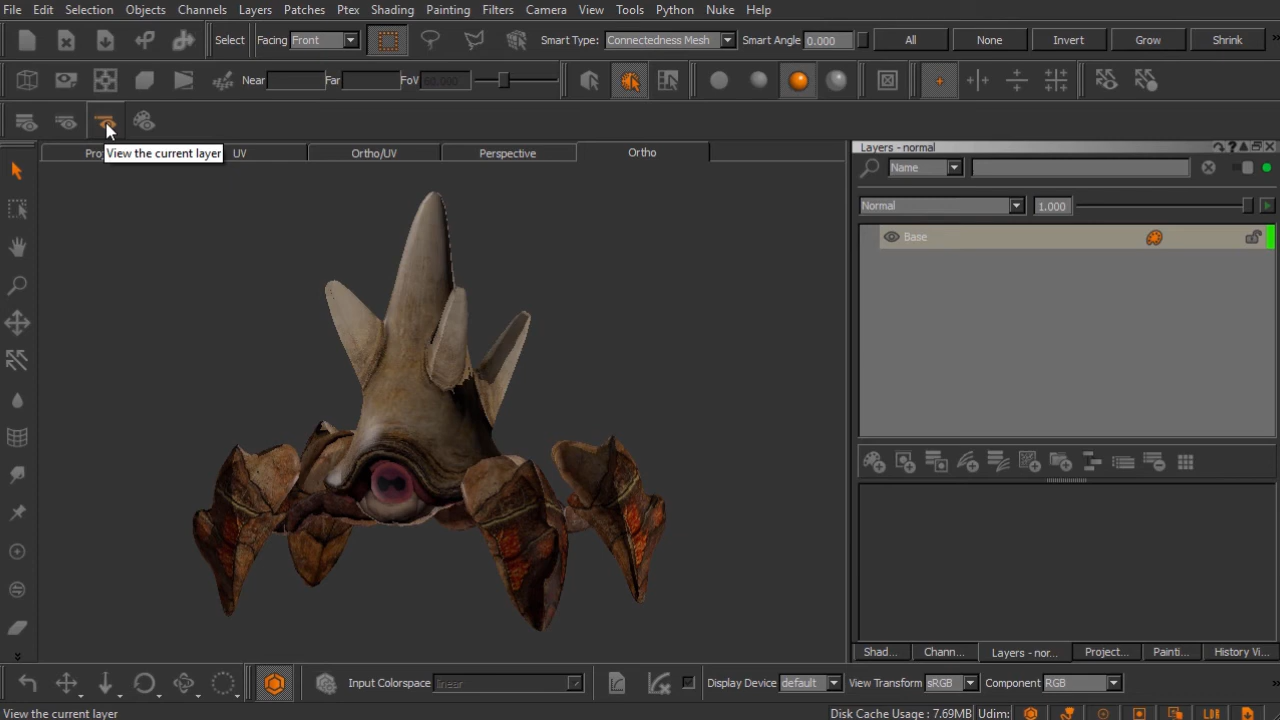 File Edit Selection Objects Channels Layers Patches Ptex Shading Painting Filters Camera View Tools Python Nuke Help
Select Facing Front Smart Type: Connectedness Mesh Smart Angle 0.000 All None Invert Grow Shrink
Near Far FoV 60.000
View the current layer
UV Ortho/UV Perspective Ortho
Layers - normal
Name
Normal 1.000
Base
Shad... Chann... Layers - nor... Project... Painti... History Vi...
Input Colorspace linear Display Device default View Transform sRGB Component RGB
View the current layer Disk Cache Usage : 7.69MB Udim: